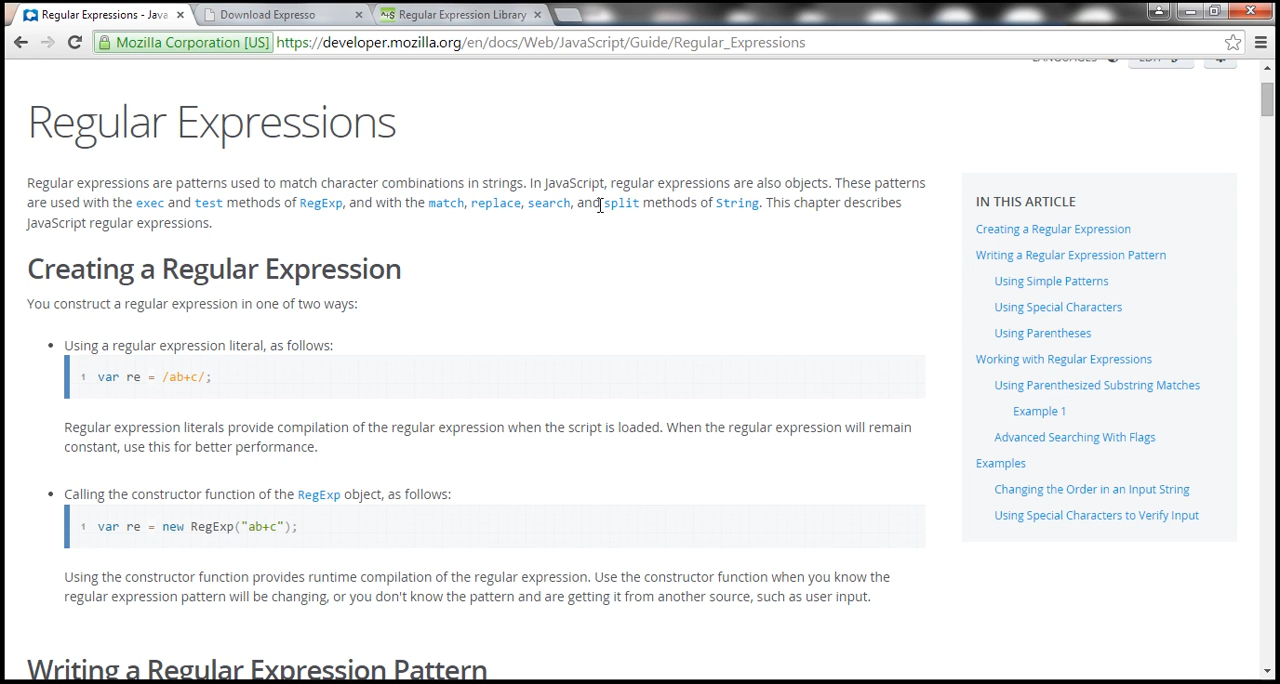 Regular Expressions - Java
Download Expresso
Regular Expression Library
Mozilla Corporation [US] https://developer.mozilla.org/en/docs/Web/JavaScript/Guide/Regular_Expressions
LANGUAGES EDIT
Regular Expressions
Regular expressions are patterns used to match character combinations in strings. In JavaScript, regular expressions are also objects. These patterns
are used with the exec and test methods of RegExp, and with the match, replace, search, and split methods of String. This chapter describes
JavaScript regular expressions.
Creating a Regular Expression
You construct a regular expression in one of two ways:
• Using a regular expression literal, as follows:
1 var re = /ab+c/;
Regular expression literals provide compilation of the regular expression when the script is loaded. When the regular expression will remain
constant, use this for better performance.
• Calling the constructor function of the RegExp object, as follows:
1 var re = new RegExp("ab+c");
Using the constructor function provides runtime compilation of the regular expression. Use the constructor function when you know the
regular expression pattern will be changing, or you don't know the pattern and are getting it from another source, such as user input.
Writing a Regular Expression Pattern
IN THIS ARTICLE
Creating a Regular Expression
Writing a Regular Expression Pattern
Using Simple Patterns
Using Special Characters
Using Parentheses
Working with Regular Expressions
Using Parenthesized Substring Matches
Example 1
Advanced Searching With Flags
Examples
Changing the Order in an Input String
Using Special Characters to Verify Input